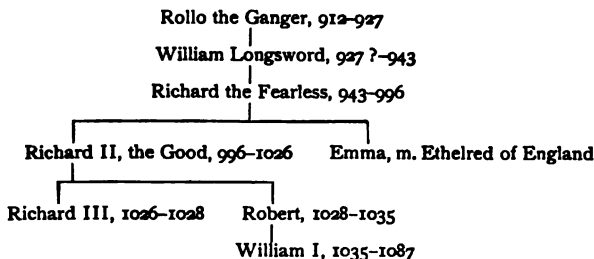 Rollo the Ganger, 912–927
William Longsword, 927 ?–943
Richard the Fearless, 943–996
Richard II, the Good, 996–1026 Emma, m. Ethelred of England
Richard III, 1026–1028 Robert, 1028–1035
William I, 1035–1087